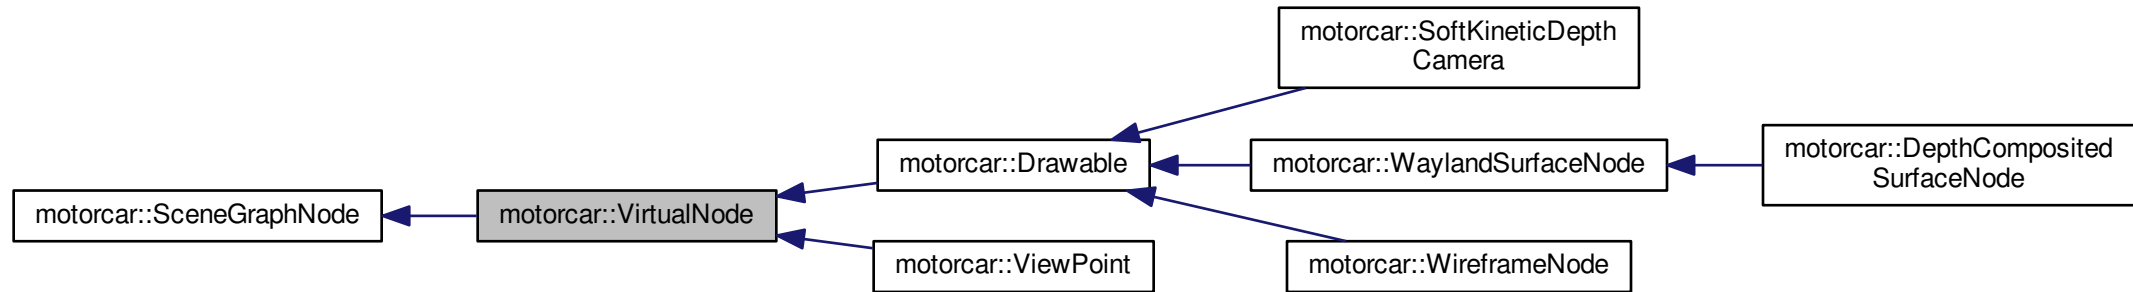 motorcar::SoftKineticDepth
Camera
motorcar::Drawable
motorcar::WaylandSurfaceNode
motorcar::DepthComposited
SurfaceNode
motorcar::SceneGraphNode
motorcar::VirtualNode
motorcar::ViewPoint
motorcar::WireframeNode